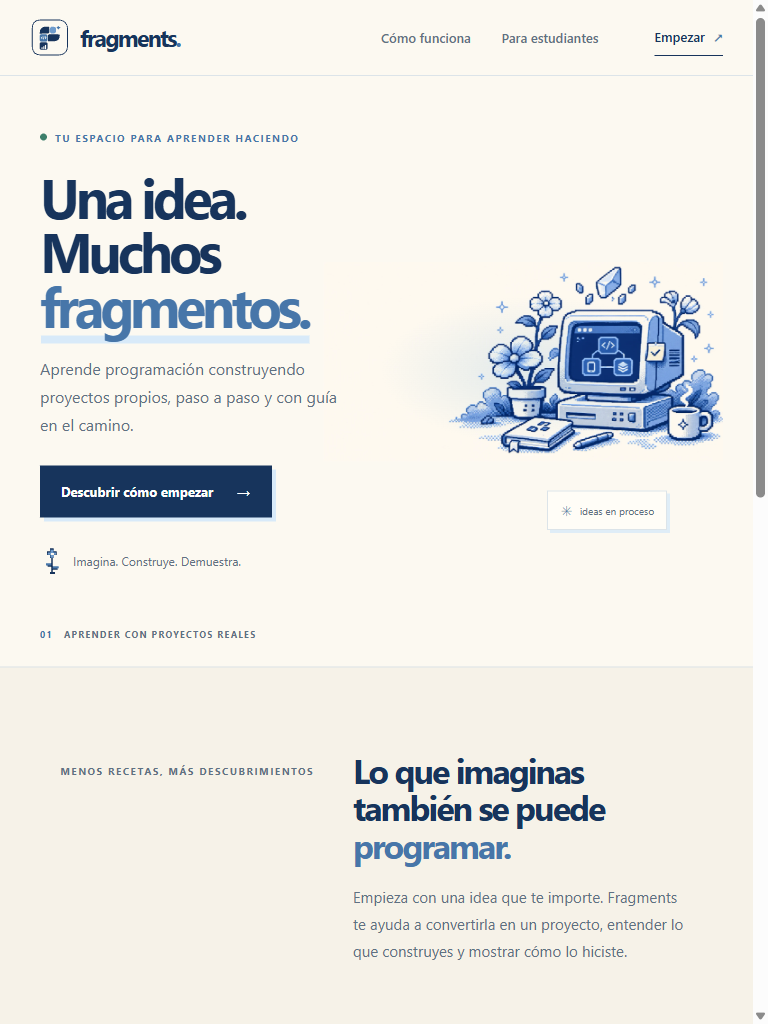 fragments.
Cómo funciona
Para estudiantes
Empezar ↗
TU ESPACIO PARA APRENDER HACIENDO
Una idea.
Muchos
fragmentos.
Aprende programación construyendo
proyectos propios, paso a paso y con guía
en el camino.
Descubrir cómo empezar →
ideas en proceso
Imagina. Construye. Demuestra.
01 APRENDER CON PROYECTOS REALES
MENOS RECETAS, MÁS DESCUBRIMIENTOS
Lo que imaginas
también se puede
programar.
Empieza con una idea que te importe. Fragments
te ayuda a convertirla en un proyecto, entender lo
que construyes y mostrar cómo lo hiciste.